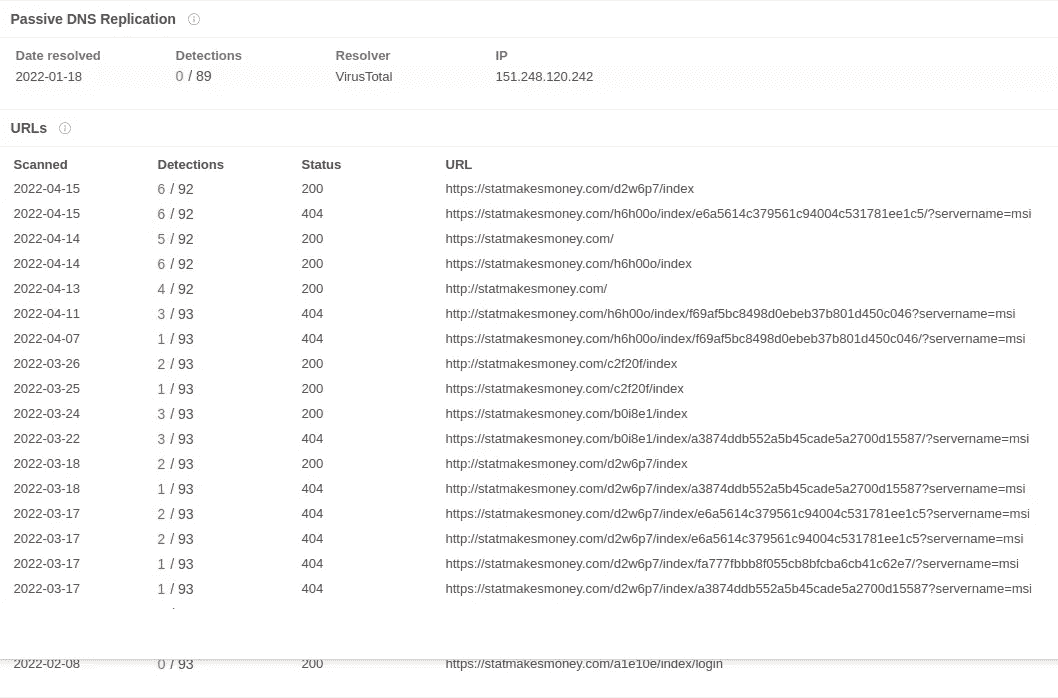 Passive DNS Replication
Date resolved Detections Resolver IP
2022-01-18 0 / 89 VirusTotal 151.248.120.242
URLs
Scanned Detections Status URL
2022-04-15 6 / 92 200 https://statmakesmoney.com/d2w6p7/index
2022-04-15 6 / 92 404 https://statmakesmoney.com/h6h00o/index/e6a5614c379561c94004c531781ee1c5/?servername=msi
2022-04-14 5 / 92 200 https://statmakesmoney.com/
2022-04-14 6 / 92 200 https://statmakesmoney.com/h6h00o/index
2022-04-13 4 / 92 200 http://statmakesmoney.com/
2022-04-11 3 / 93 404 http://statmakesmoney.com/h6h00o/index/f69af5bc8498d0ebeb37b801d450c046?servername=msi
2022-04-07 1 / 93 404 https://statmakesmoney.com/h6h00o/index/f69af5bc8498d0ebeb37b801d450c046/?servername=msi
2022-03-26 2 / 93 200 http://statmakesmoney.com/c2f20f/index
2022-03-25 1 / 93 200 https://statmakesmoney.com/c2f20f/index
2022-03-24 3 / 93 200 https://statmakesmoney.com/b0i8e1/index
2022-03-22 3 / 93 404 https://statmakesmoney.com/b0i8e1/index/a3874ddb552a5b45cade5a2700d15587/?servername=msi
2022-03-18 2 / 93 200 http://statmakesmoney.com/d2w6p7/index
2022-03-18 1 / 93 404 http://statmakesmoney.com/d2w6p7/index/a3874ddb552a5b45cade5a2700d15587?servername=msi
2022-03-17 2 / 93 404 https://statmakesmoney.com/d2w6p7/index/e6a5614c379561c94004c531781ee1c5?servername=msi
2022-03-17 2 / 93 404 http://statmakesmoney.com/d2w6p7/index/e6a5614c379561c94004c531781ee1c5?servername=msi
2022-03-17 1 / 93 404 https://statmakesmoney.com/d2w6p7/index/fa777fbbb8f055cb8bfcba6cb41c62e7/?servername=msi
2022-03-17 1 / 93 404 https://statmakesmoney.com/d2w6p7/index/a3874ddb552a5b45cade5a2700d15587?servername=msi
2022-02-08 0 / 93 200 https://statmakesmoney.com/a1e10e/index/login